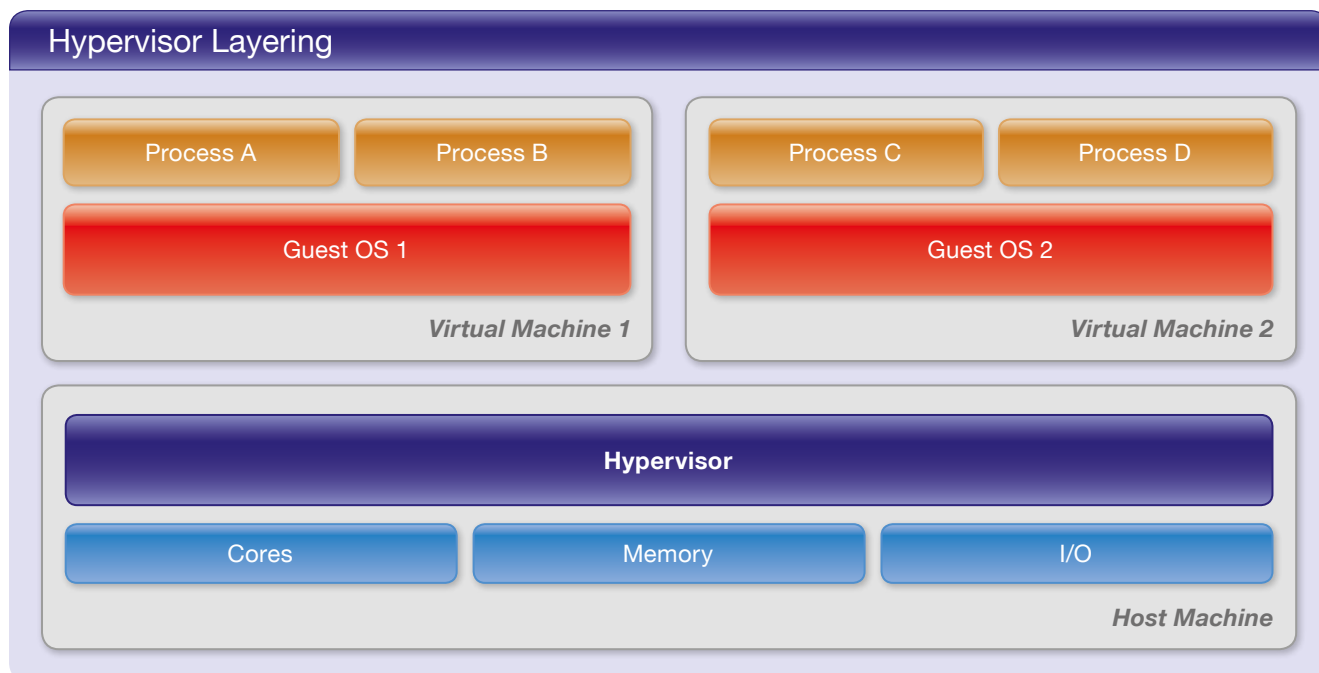 Hypervisor Layering
Process A
Process B
Guest OS 1
Virtual Machine 1
Process C
Process D
Guest OS 2
Virtual Machine 2
Hypervisor
Cores
Memory
I/O
Host Machine